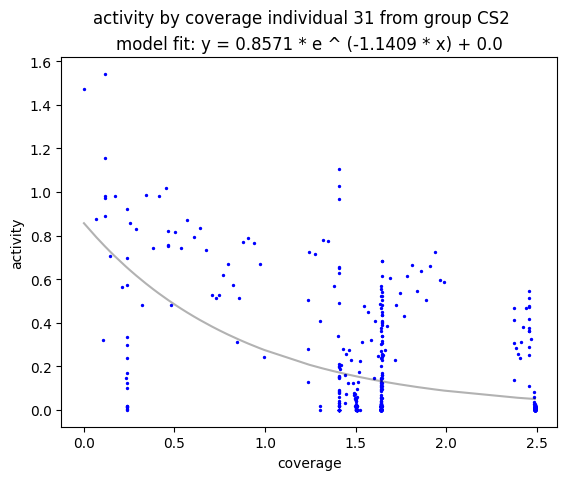 activity by coverage individual 31 from group CS2
model fit: y = 0.8571 * e ^ (-1.1409 * x) + 0.0
1.6
1.4
1.2
1.0
0.8
0.6
0.4
0.2
0.0
activity
0.0 0.5 1.0 1.5 2.0 2.5
coverage